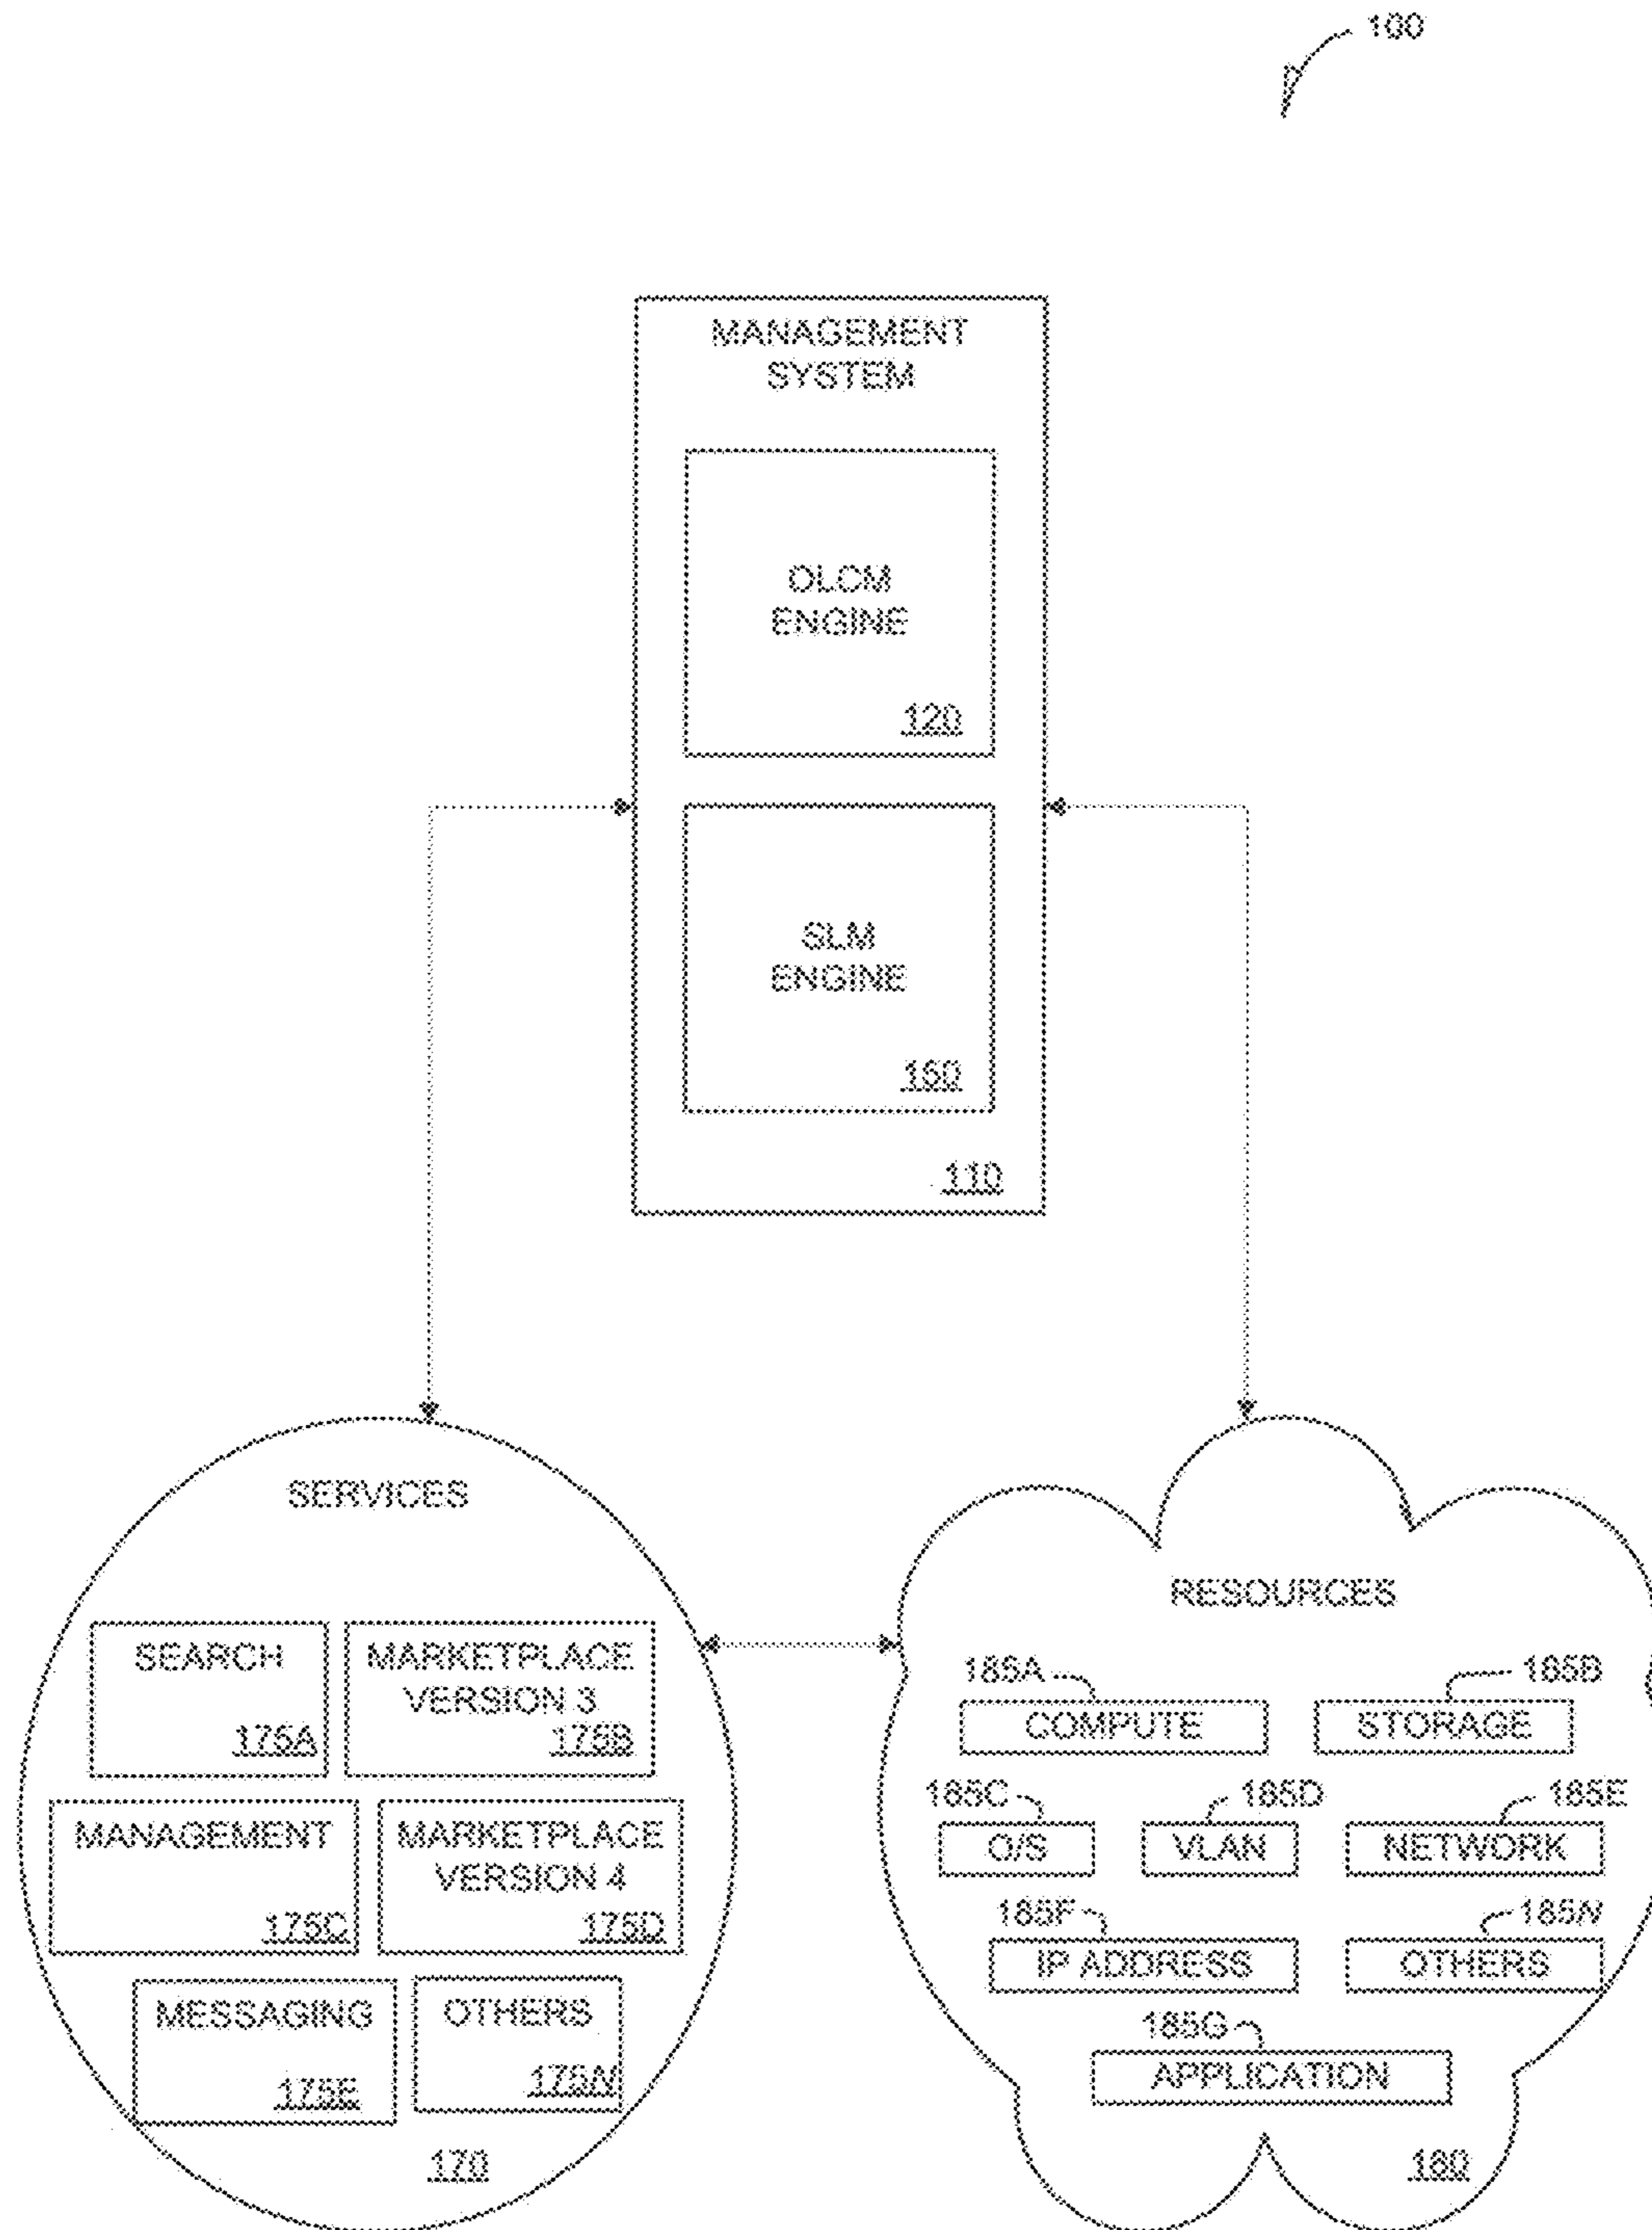 100
MANAGEMENT
SYSTEM
OLCM
ENGINE
120
SLM
ENGINE
160
110
SERVICES
SEARCH
175A
MARKETPLACE
VERSION 3
175B
MANAGEMENT
175C
MARKETPLACE
VERSION 4
175D
MESSAGING
175E
OTHERS
175N
170
RESOURCES
185A
COMPUTE
185B
STORAGE
185C
O/S
185D
VLAN
185E
NETWORK
185F
IP ADDRESS
185N
OTHERS
185G
APPLICATION
180